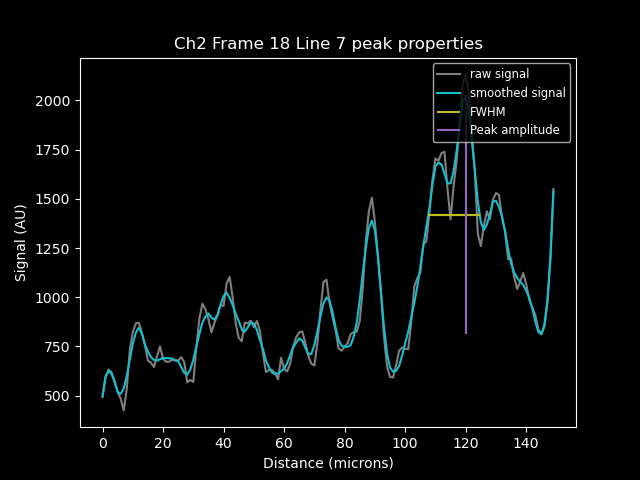 Ch2 Frame 18 Line 7 peak properties
raw signal
smoothed signal
FWHM
Peak amplitude
Signal (AU)
2000
1750
1500
1250
1000
750
500
0 20 40 60 80 100 120 140
Distance (microns)